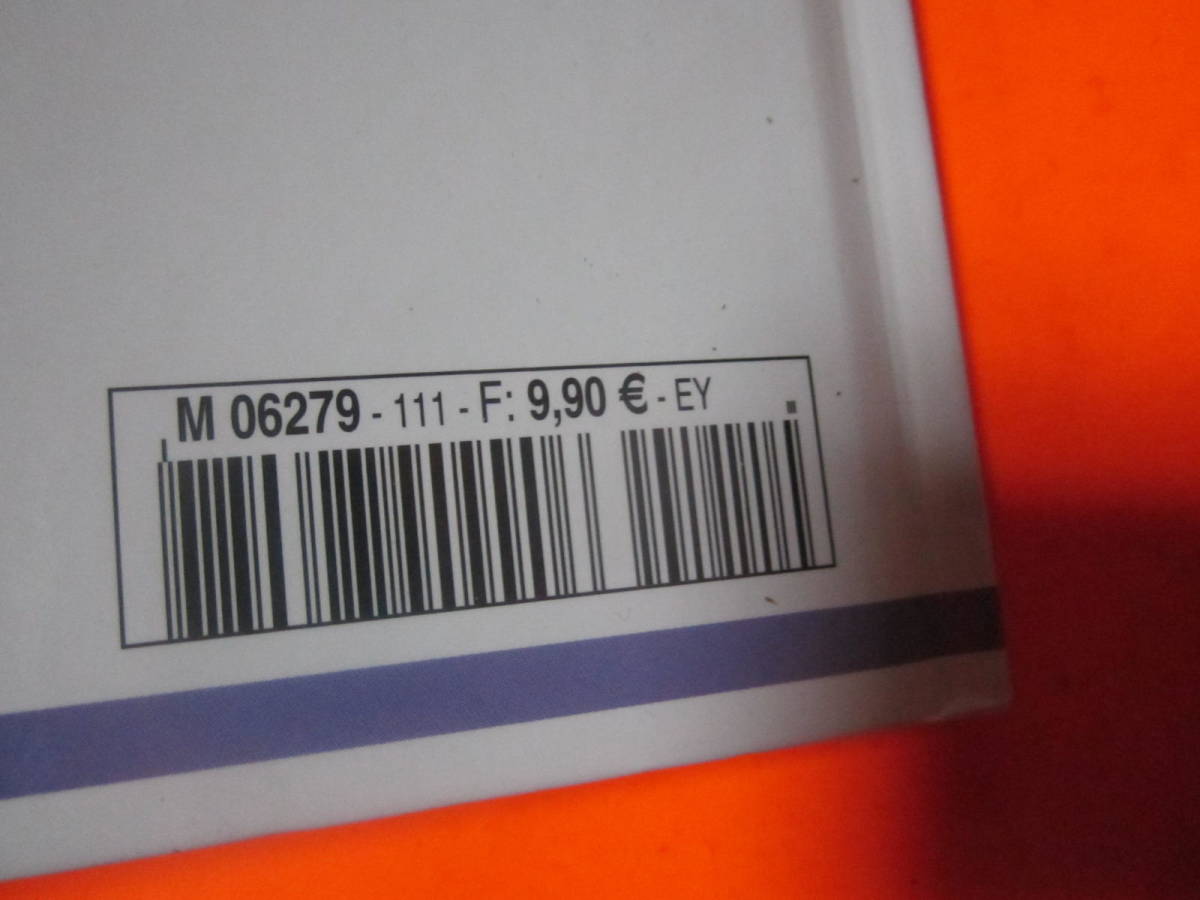 M 06279 - 111 - F: 9,90 € - EY